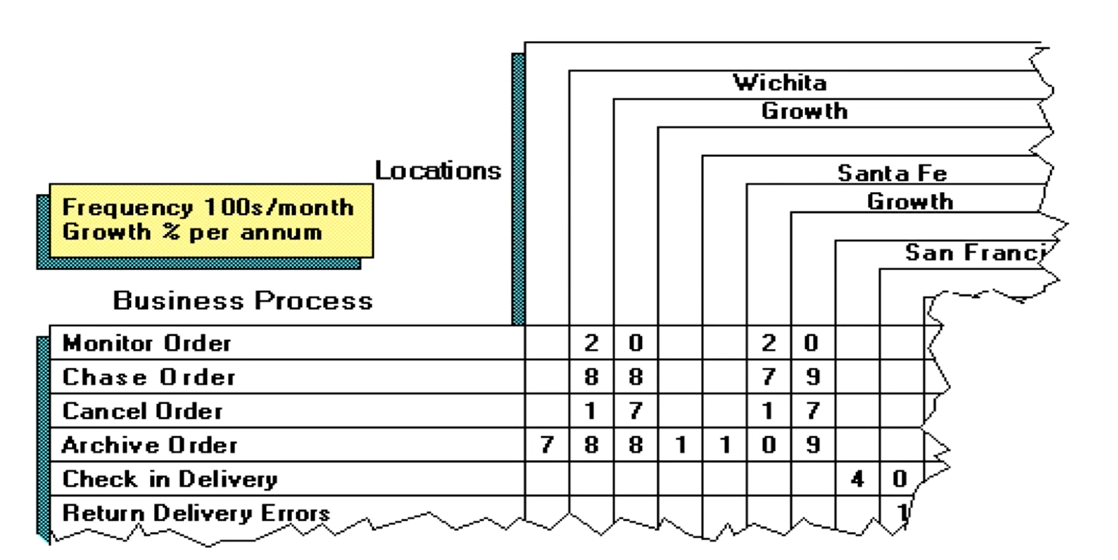 Wichita
Growth
Locations
Santa Fe
Frequency 100s/month
Growth % per annum
Growth
San Franci
Business Process
Monitor Order 2 0 2 0
Chase Order 8 8 7 9
Cancel Order 1 7 1 7
Archive Order 7 8 8 1 1 0 9
Check in Delivery 4 0
Return Delivery Errors 1